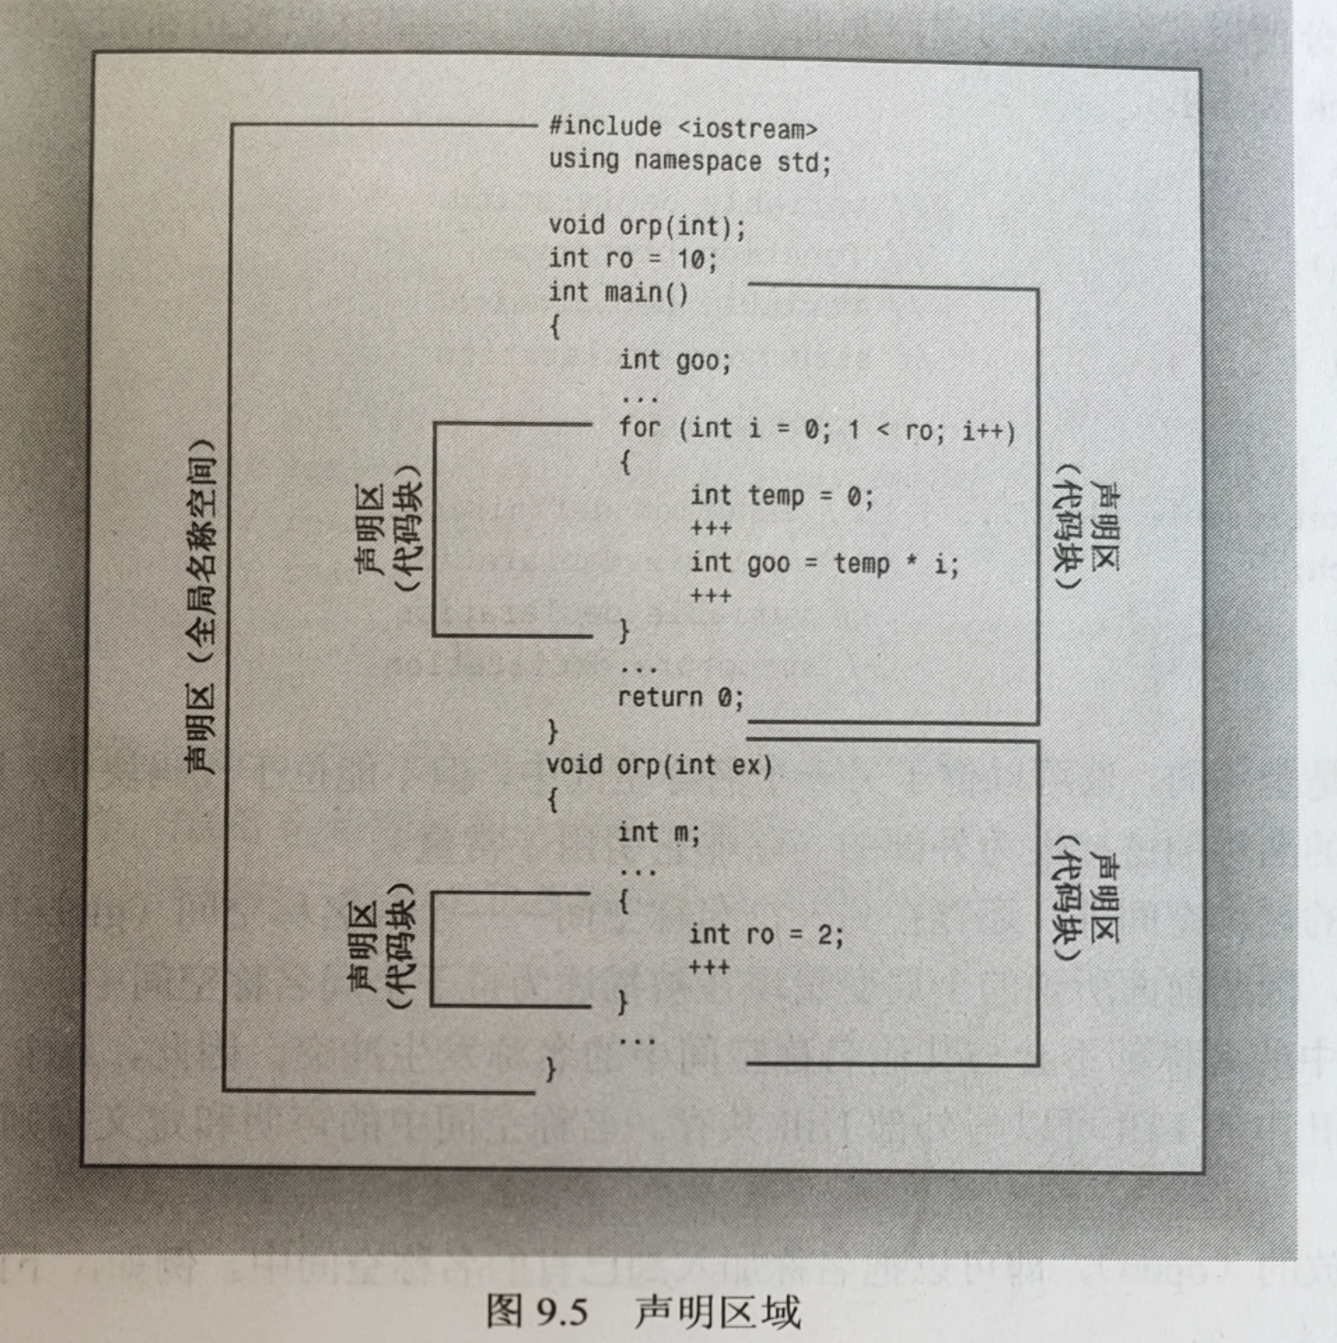 #include <iostream>
using namespace std;
void orp(int);
int ro = 10;
int main()
{
int goo;
...
for (int i = 0; 1 < ro; i++)
{
int temp = 0;
+++
int goo = temp * i;
+++
}
...
return 0;
}
void orp(int ex)
{
int m;
...
{
int ro = 2;
+++
}
...
}
声明区（全局名称空间）
声明区
（代码块）
声明区
（代码块）
声明区
（代码块）
声明区
（代码块）
图 9.5 声明区域